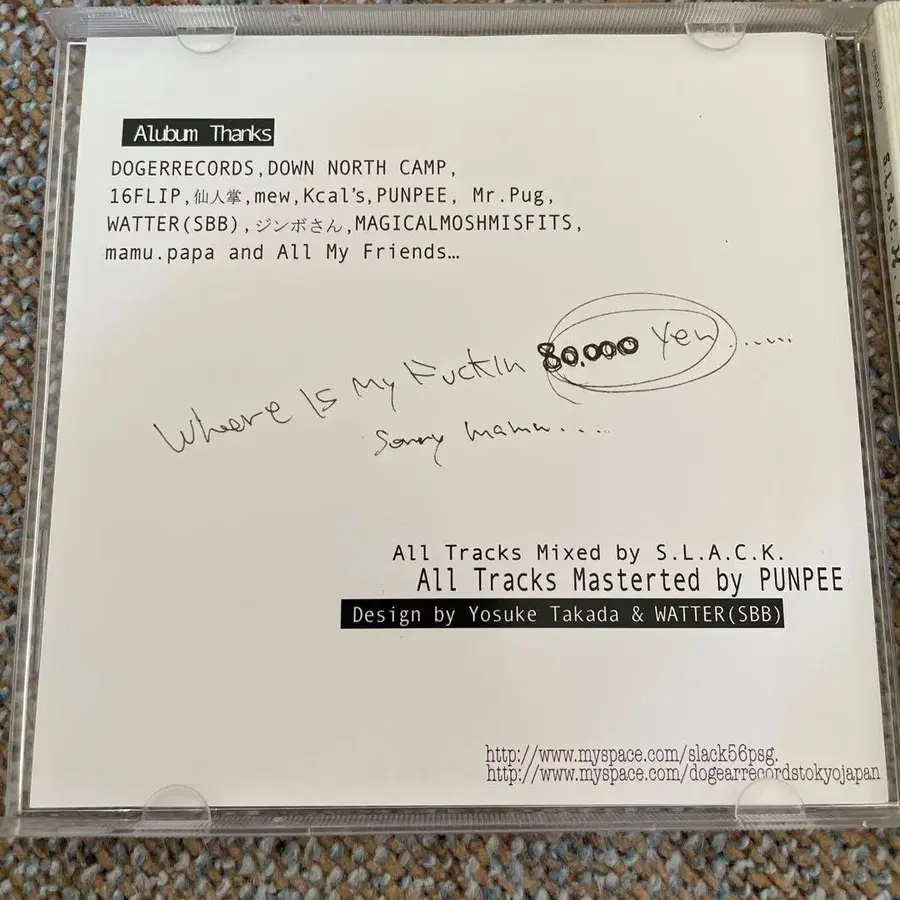 Alubum Thanks
DOGERRECORDS,DOWN NORTH CAMP,
16FLIP,仙人掌,mew,Kcal's,PUNPEE, Mr.Pug,
WATTER(SBB),ジンボさん,MAGICALMOSHMISFITS,
mamu.papa and All My Friends…
Where Is My Fuckin 80,000 Yen......
Sorry mamu....
All Tracks Mixed by S.L.A.C.K.
All Tracks Masterted by PUNPEE
Design by Yosuke Takada & WATTER(SBB)
http://www.myspace.com/slack56psg.
http://www.myspace.com/dogearrecordstokyojapan